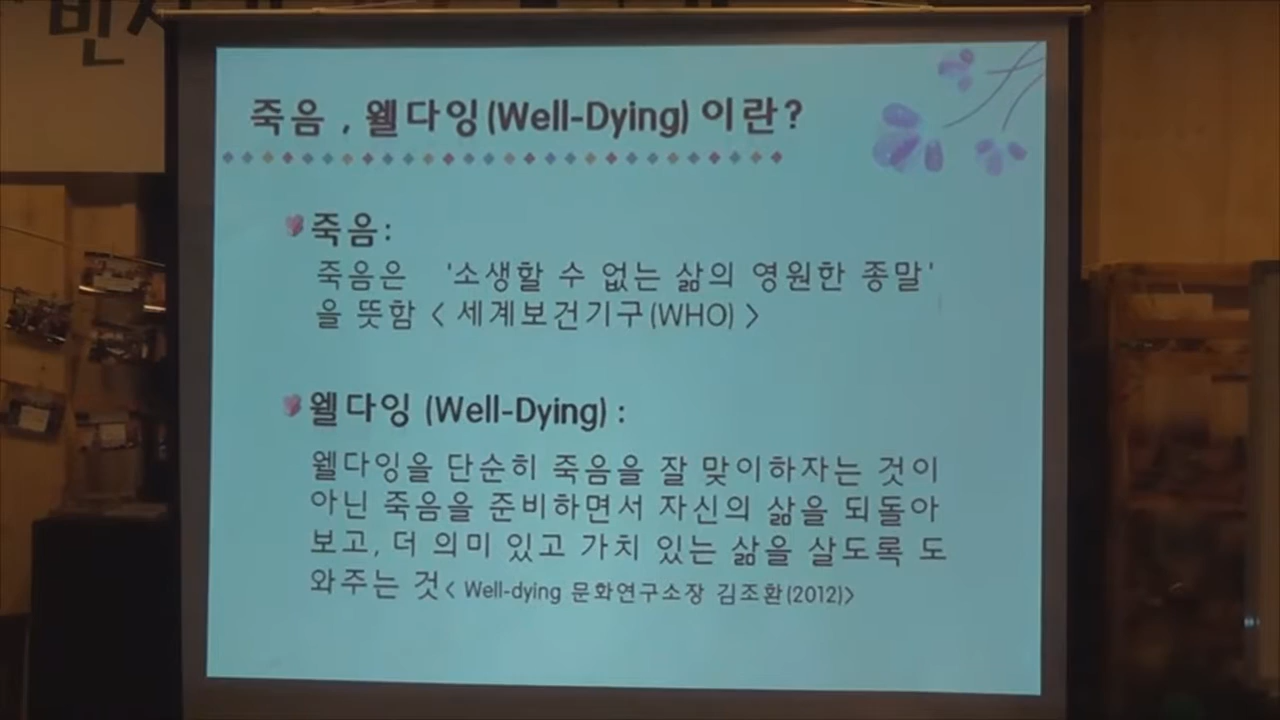 죽음 , 웰다잉(Well-Dying) 이란?
죽음:
죽음은 '소생할 수 없는 삶의 영원한 종말'
을 뜻함 < 세계보건기구(WHO) >
웰다잉 (Well-Dying) :
웰다잉을 단순히 죽음을 잘 맞이하자는 것이
아닌 죽음을 준비하면서 자신의 삶을 되돌아
보고, 더 의미 있고 가치 있는 삶을 살도록 도
와주는 것< Well-dying 문화연구소장 김조환(2012)>